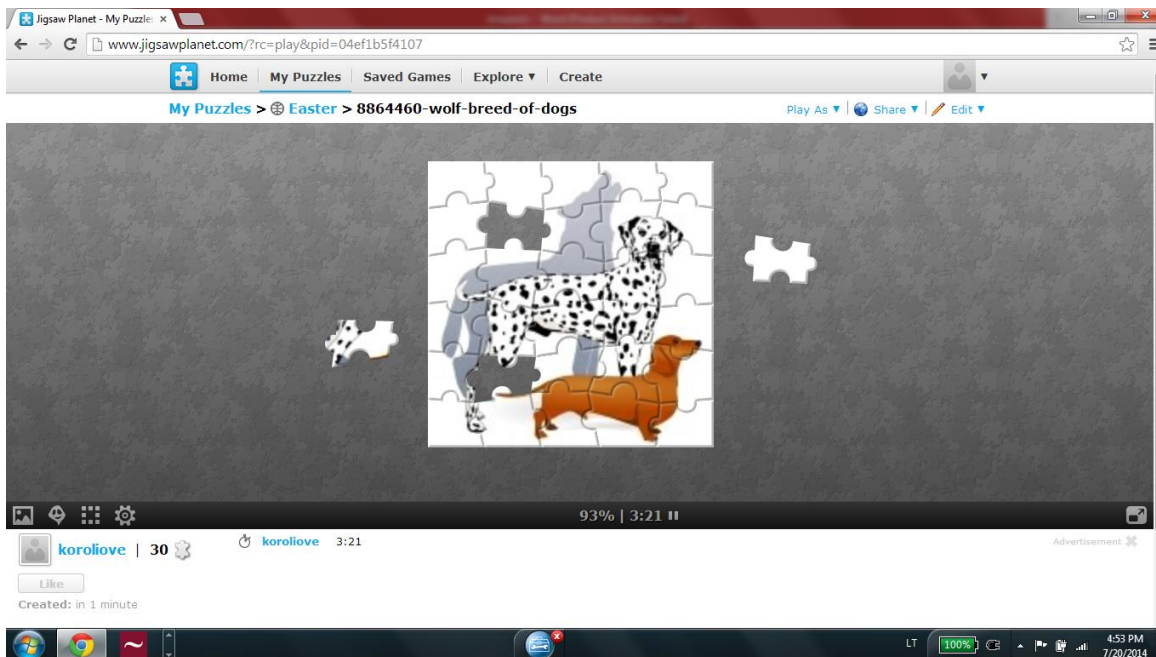 Jigsaw Planet - My Puzzle
www.jigsawplanet.com/?rc=play&pid=04ef1b5f4107
Home My Puzzles Saved Games Explore ▼ Create
My Puzzles > Easter > 8864460-wolf-breed-of-dogs Play As ▼ Share ▼ Edit ▼
93% | 3:21
koroliove | 30 koroliove 3:21 Advertisement
Like
Created: in 1 minute
LT 100% 4:53 PM
7/20/2014